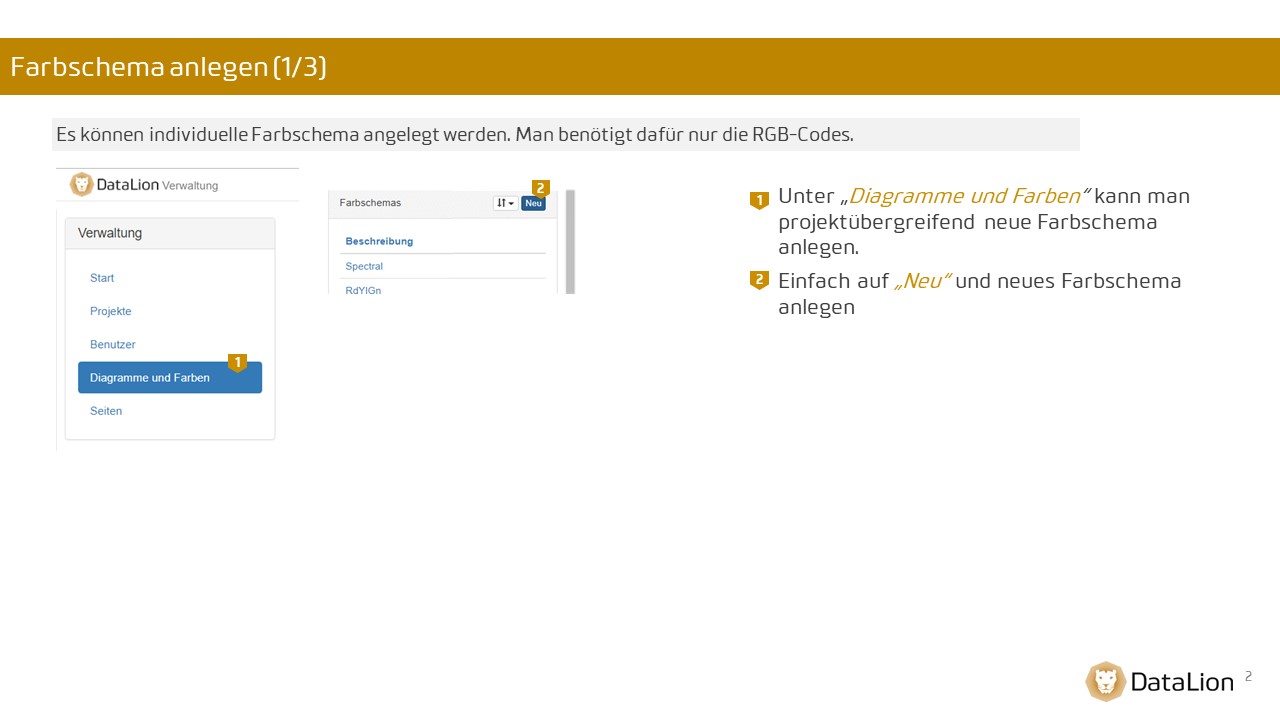 Farbschema anlegen (1/3)
Es können individuelle Farbschema angelegt werden. Man benötigt dafür nur die RGB-Codes.
DataLion Verwaltung
Verwaltung
Start
Projekte
Benutzer
1
Diagramme und Farben
Seiten
2
Farbschemas
Neu
Beschreibung
Spectral
RdYlGn
1 Unter „Diagramme und Farben“ kann man
projektübergreifend neue Farbschema
anlegen.
2 Einfach auf „Neu“ und neues Farbschema
anlegen
DataLion
2